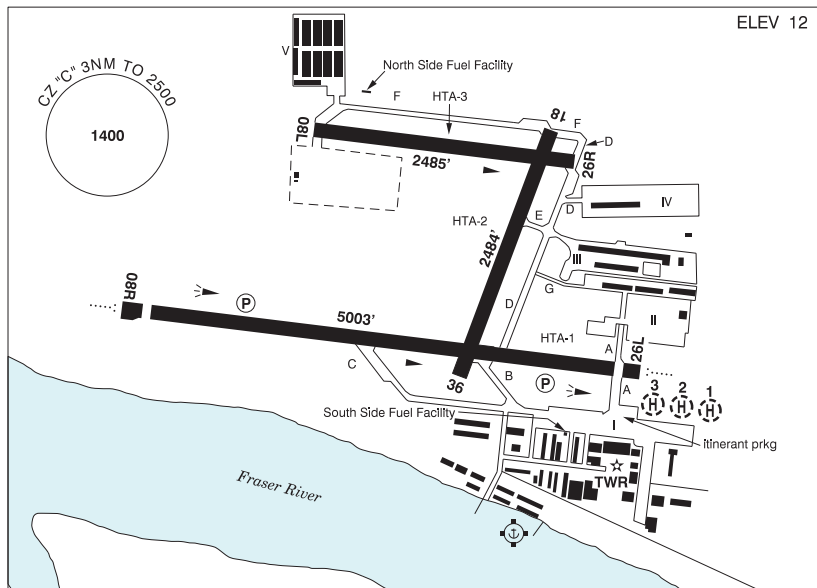 ELEV 12
CZ "C" 3NM TO 2500
1400
V
North Side Fuel Facility
F
HTA-3
18
F
D
08L
26R
2485'
IV
D
E
HTA-2
2484'
III
G
08R
P
5003'
D
II
HTA-1
A
26L
C
B
P
A
36
3
2
1
H
H
H
South Side Fuel Facility
I
Itinerant prkg
TWR
Fraser River